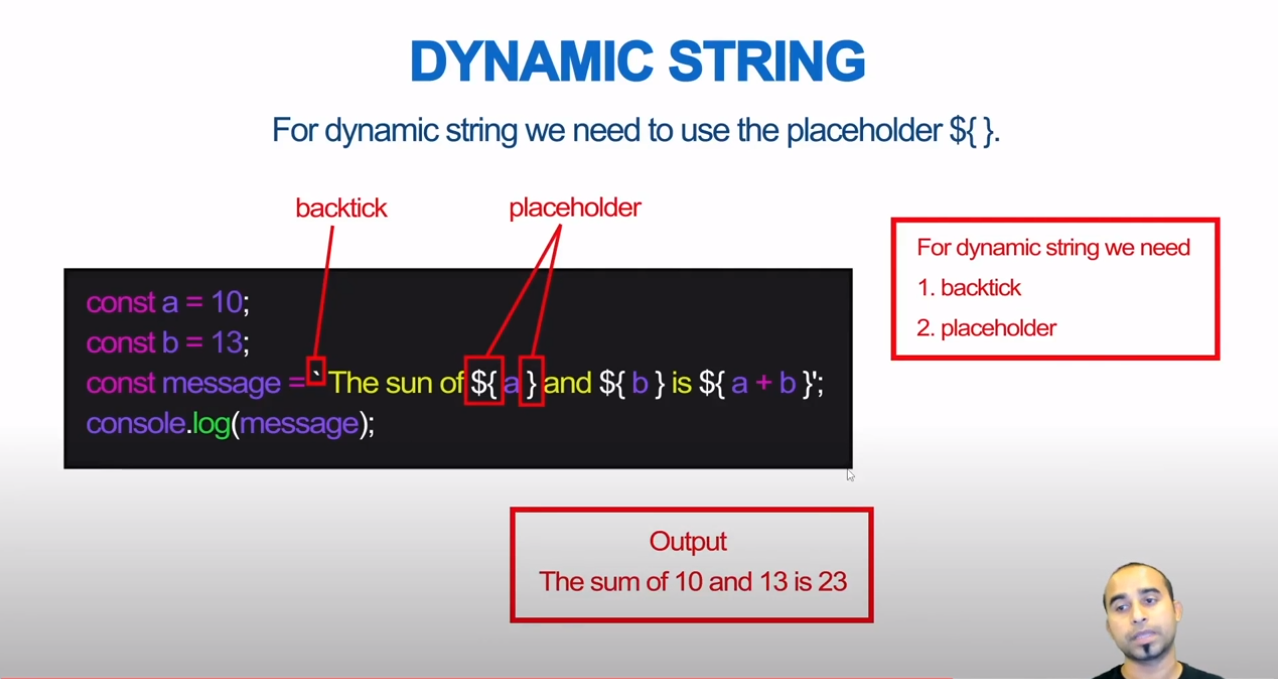 DYNAMIC STRING
For dynamic string we need to use the placeholder ${ }.
backtick
placeholder
const a = 10;
const b = 13;
const message = ` The sun of ${ a } and ${ b } is ${ a + b }';
console.log(message);
For dynamic string we need
1. backtick
2. placeholder
Output
The sum of 10 and 13 is 23